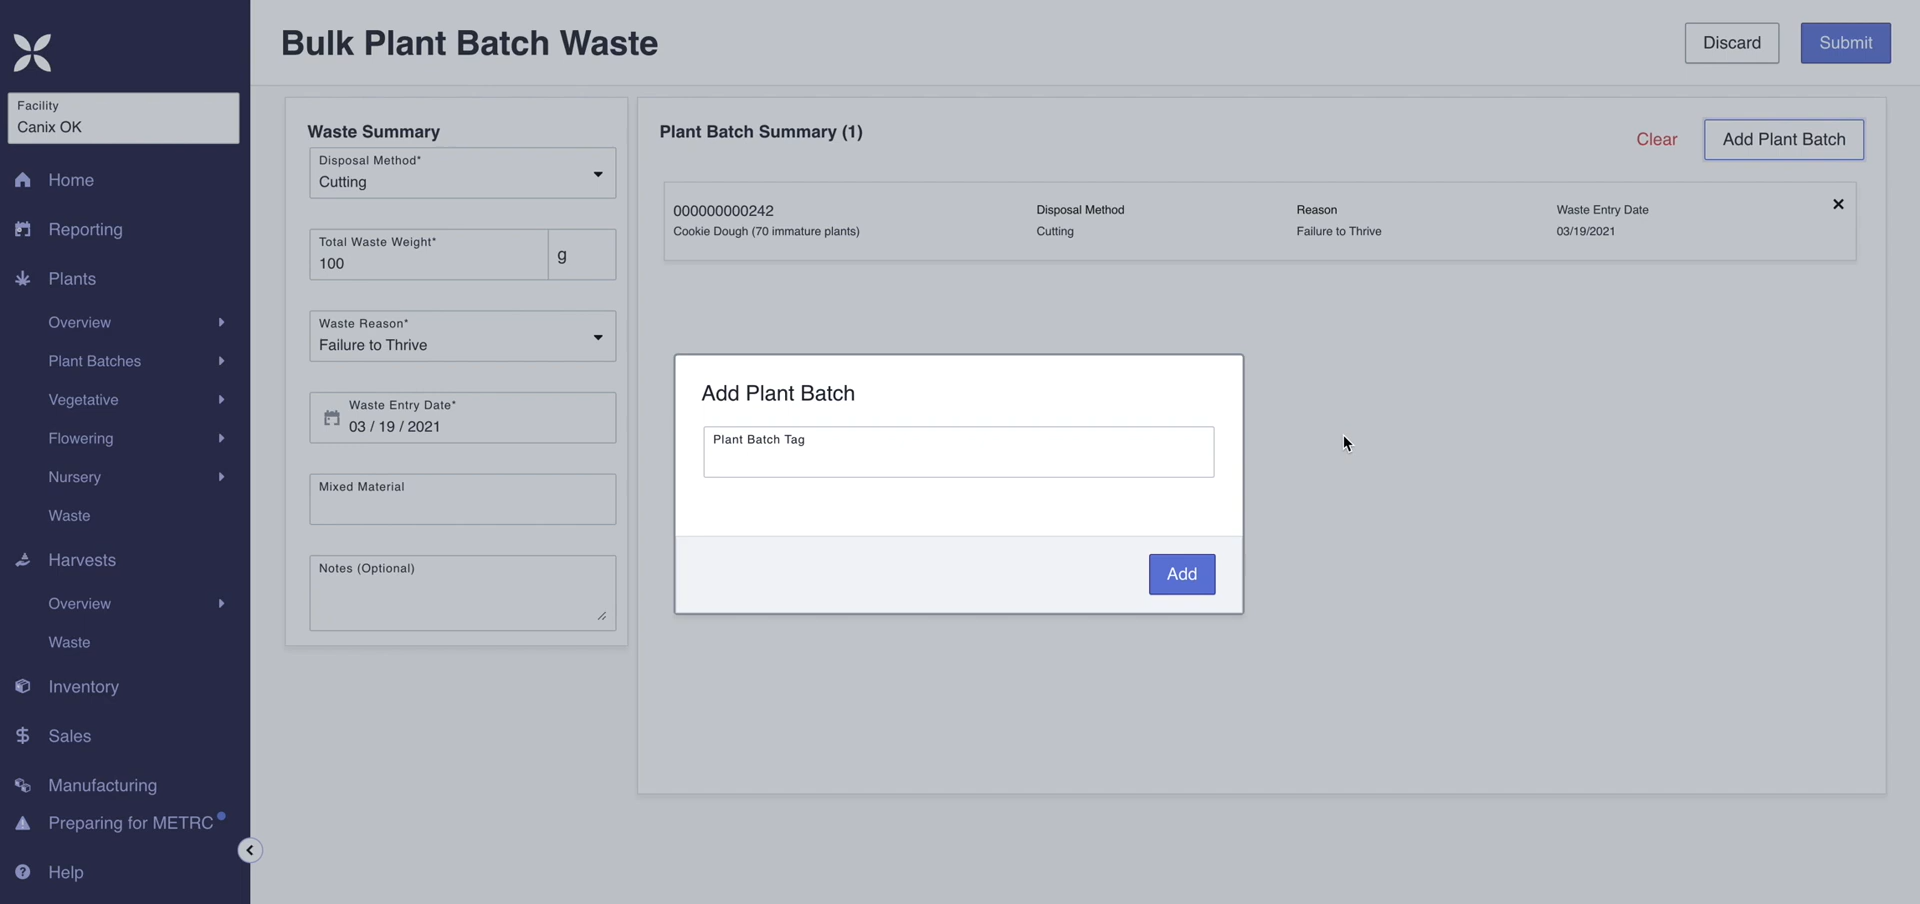 Bulk Plant Batch Waste
Discard
Submit
Facility
Canix OK
Home
Reporting
Plants
Overview
Plant Batches
Vegetative
Flowering
Nursery
Waste
Harvests
Overview
Waste
Inventory
Sales
Manufacturing
Preparing for METRC
Help
Waste Summary
Disposal Method*
Cutting
Total Waste Weight*
100
g
Waste Reason*
Failure to Thrive
Waste Entry Date*
03 / 19 / 2021
Mixed Material
Notes (Optional)
Plant Batch Summary (1)
Clear
Add Plant Batch
000000000242
Cookie Dough (70 immature plants)
Disposal Method
Cutting
Reason
Failure to Thrive
Waste Entry Date
03/19/2021
Add Plant Batch
Plant Batch Tag
Add